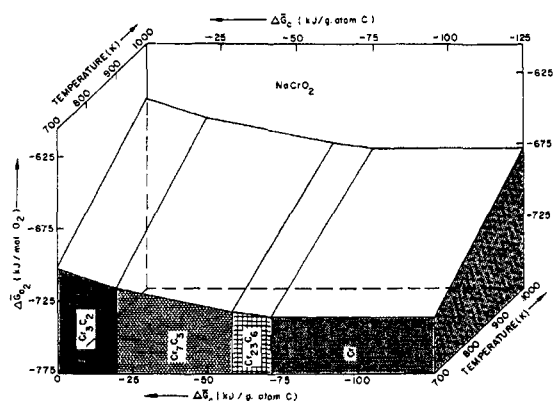 ΔḠc (kJ/g.atom C)
0 -25 -50 -75 -100 -125
TEMPERATURE(K)
700 800 900 1000
NaCrO2
-625
-675
-725
-625
-675
-725
-775
ΔḠO2 (kJ/mol. O2)
Cr3C2
Cr7C3
Cr23C6
Cr
700 800 900 1000
TEMPERATURE (K)
0 -25 -50 -75 -100
ΔḠc (kJ/g.atom C)